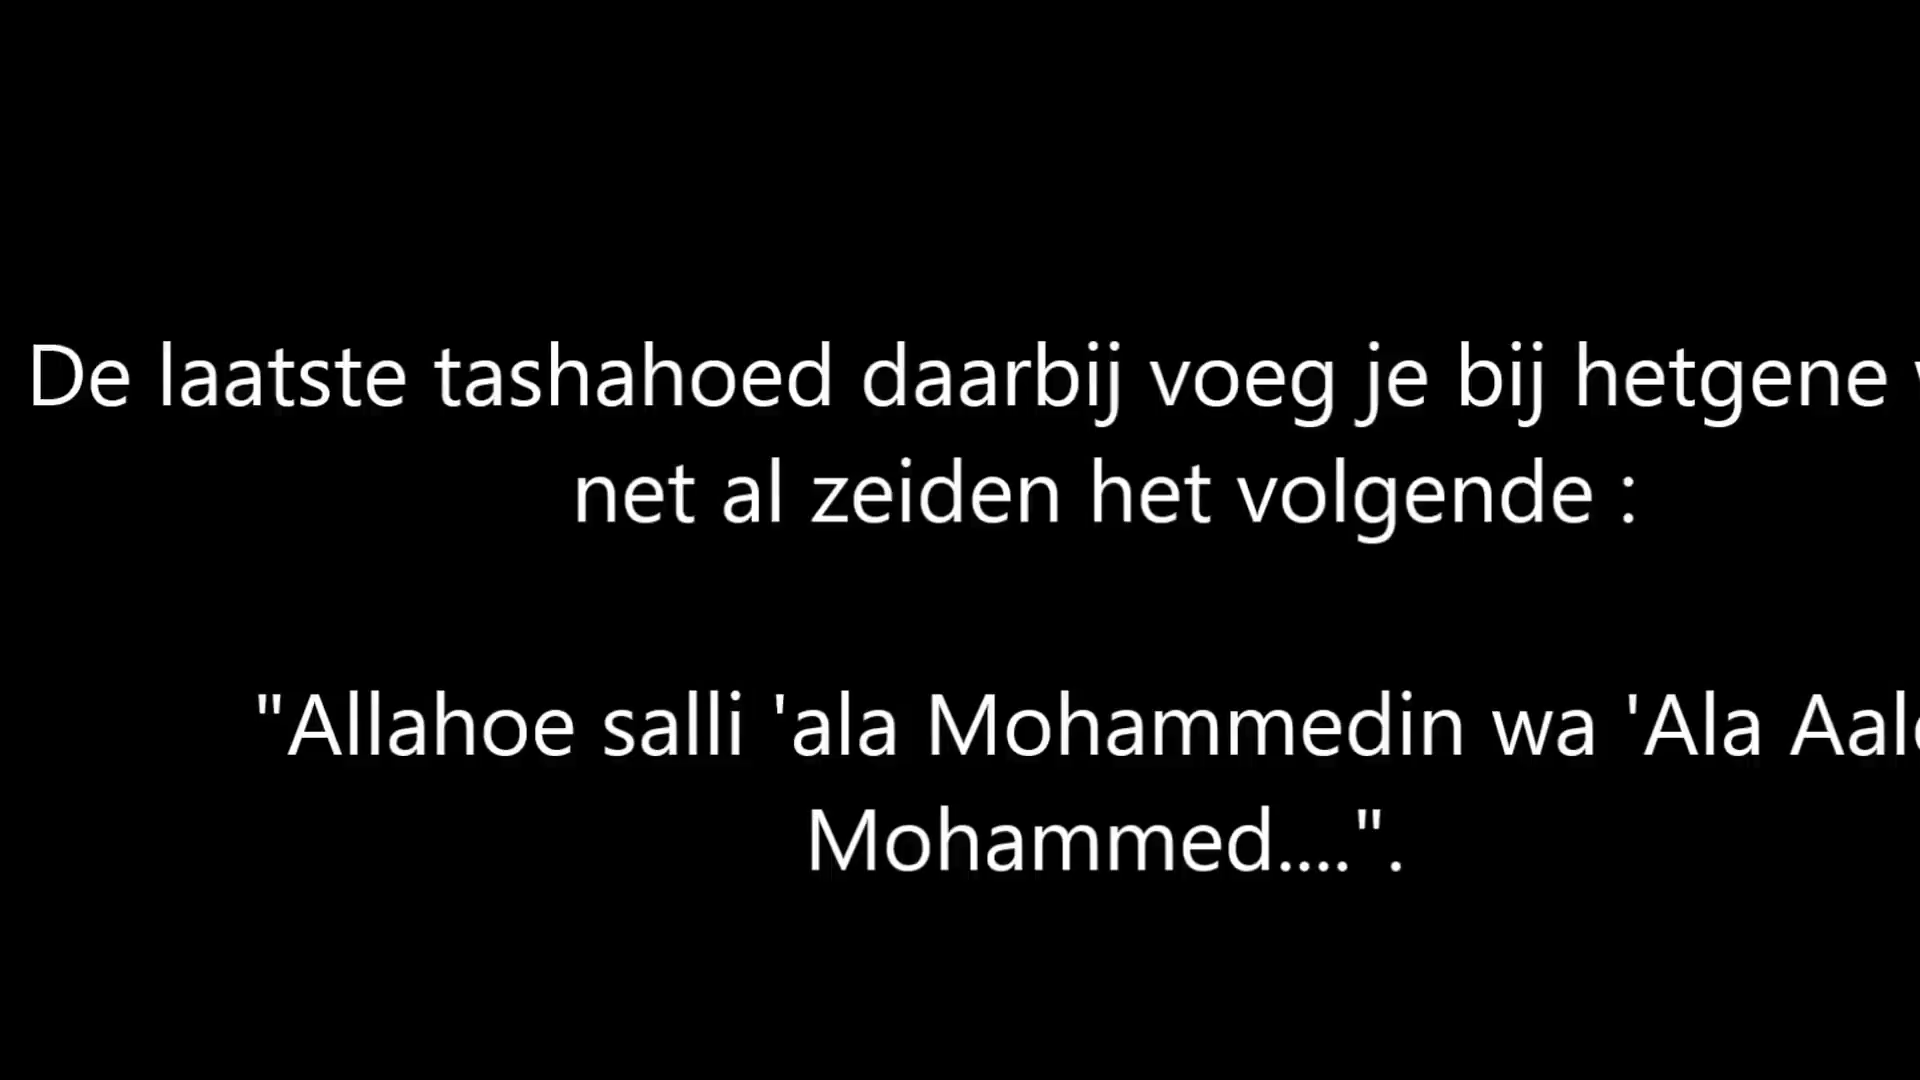 De laatste tashahoed daarbij voeg je bij hetgene
net al zeiden het volgende :
"Allahoe salli 'ala Mohammedin wa 'Ala
Mohammed....".